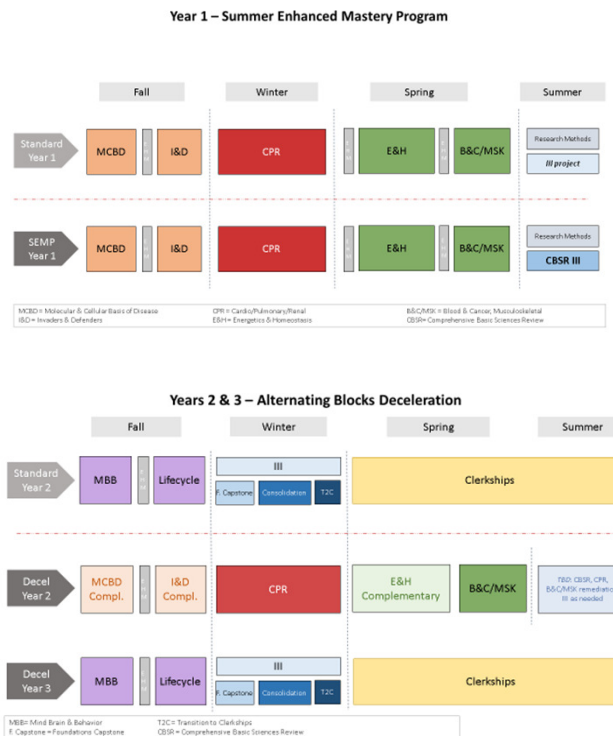 Year 1 – Summer Enhanced Mastery Program
Fall Winter Spring Summer
Standard Year 1
MCBD
I&D
CPR
E&H
B&C/MSK
Research Methods
III project
SEMP Year 1
MCBD
I&D
CPR
E&H
B&C/MSK
Research Methods
CBSR III
MCBD= Molecular & Cellular Basis of Disease CPR = Cardio/Pulmonary/Renal B&C/MSK = Blood & Cancer, Musculoskeletal
I&D = Invaders & Defenders E&H= Energetics & Homeostasis CBSR= Comprehensive Basic Sciences Review
Years 2 & 3 – Alternating Blocks Deceleration
Fall Winter Spring Summer
Standard Year 2
MBB
Lifecycle
III
F. Capstone
Consolidation
T2C
Clerkships
Decel Year 2
MCBD Compl.
I&D Compl.
CPR
E&H Complementary
B&C/MSK
TBD: CBSR, CPR,
B&C/MSK
III as needed
Decel Year 3
MBB
Lifecycle
III
F. Capstone
Consolidation
T2C
Clerkships
MBB= Mind Brain & Behavior T2C = Transition to Clerkships
F. Capstone = Foundations Capstone CBSR = Comprehensive Basic Sciences Review